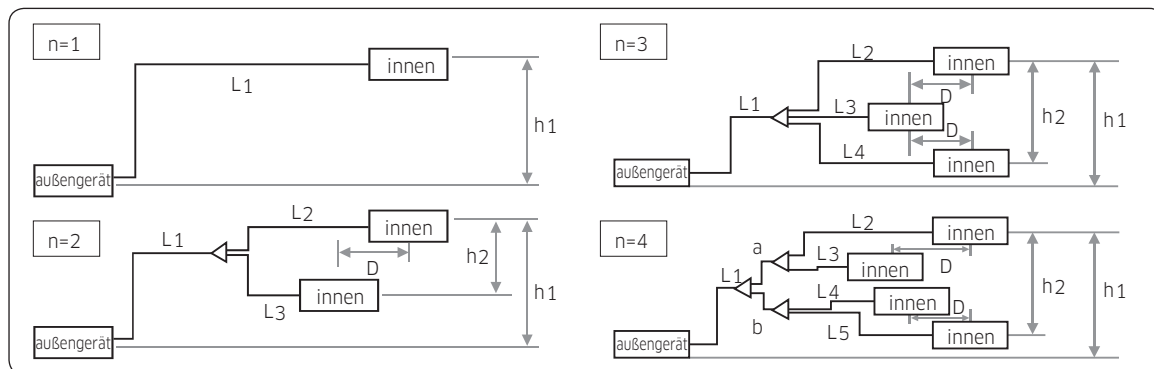 n=1
innen
L1
h1
außengerät
n=2
L2
innen
L1
D
h2
h1
innen
L3
außengerät
n=3
L2
innen
D
L1
L3
innen
h2
h1
D
L4
innen
außengerät
n=4
L2
innen
a
L3
innen
D
L1
h2
h1
L4
innen
D
b
L5
innen
außengerät